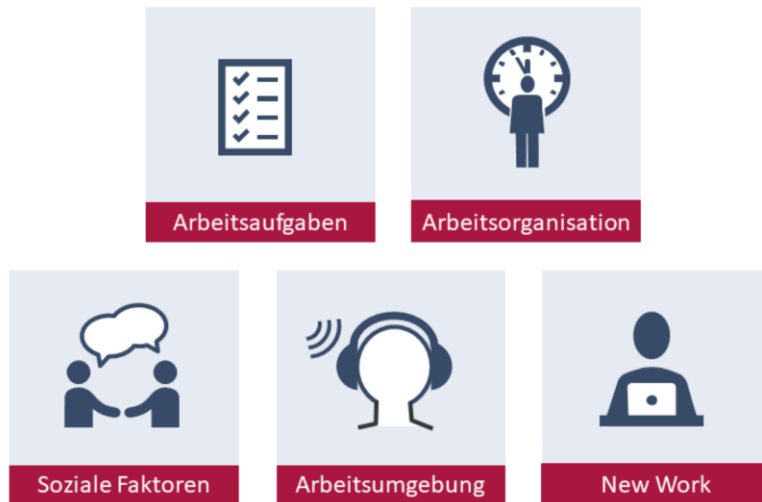 Arbeitsaufgaben
Arbeitsorganisation
Soziale Faktoren
Arbeitsumgebung
New Work